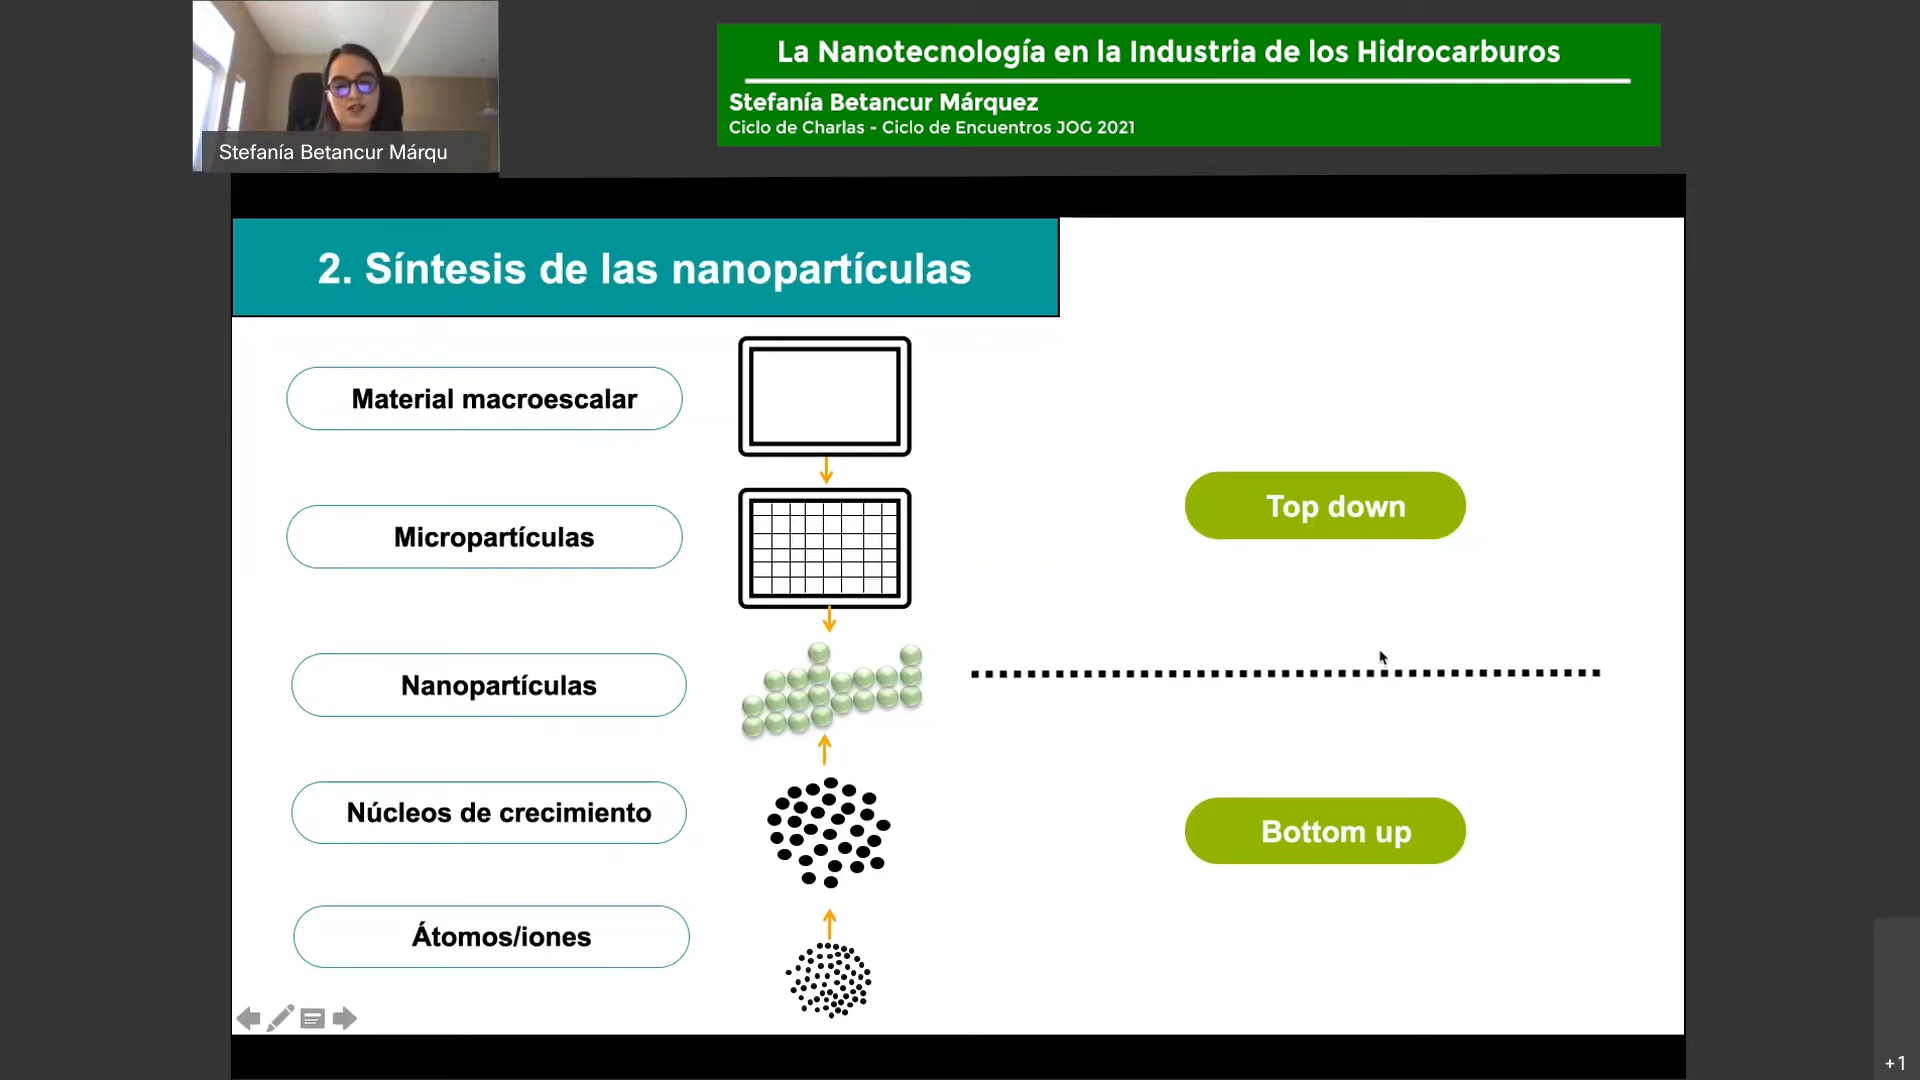 La Nanotecnología en la Industria de los Hidrocarburos
Stefanía Betancur Márquez
Ciclo de Charlas - Ciclo de Encuentros JOG 2021
Stefanía Betancur Márqu
2. Síntesis de las nanopartículas
Material macroescalar
Micropartículas
Top down
Nanopartículas
Núcleos de crecimiento
Bottom up
Átomos/iones
+1